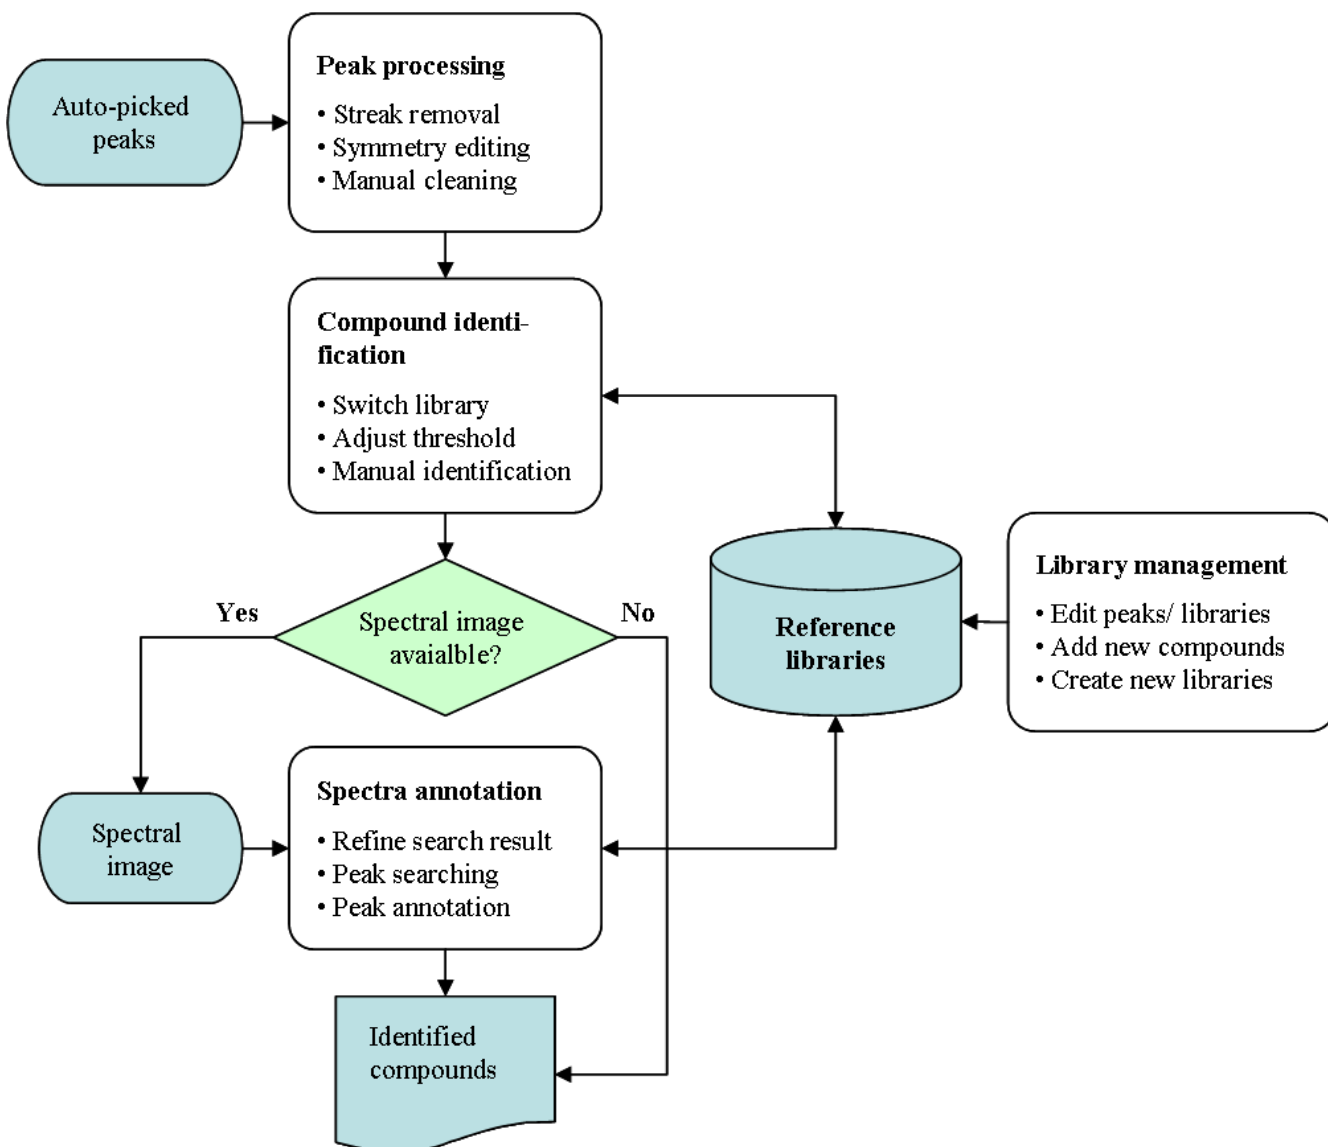 Auto-picked
peaks
Peak processing
• Streak removal
• Symmetry editing
• Manual cleaning
Compound identi-
fication
• Switch library
• Adjust threshold
• Manual identification
Yes
Spectral image
avaialble?
No
Reference
libraries
Library management
• Edit peaks/ libraries
• Add new compounds
• Create new libraries
Spectral
image
Spectra annotation
• Refine search result
• Peak searching
• Peak annotation
Identified
compounds